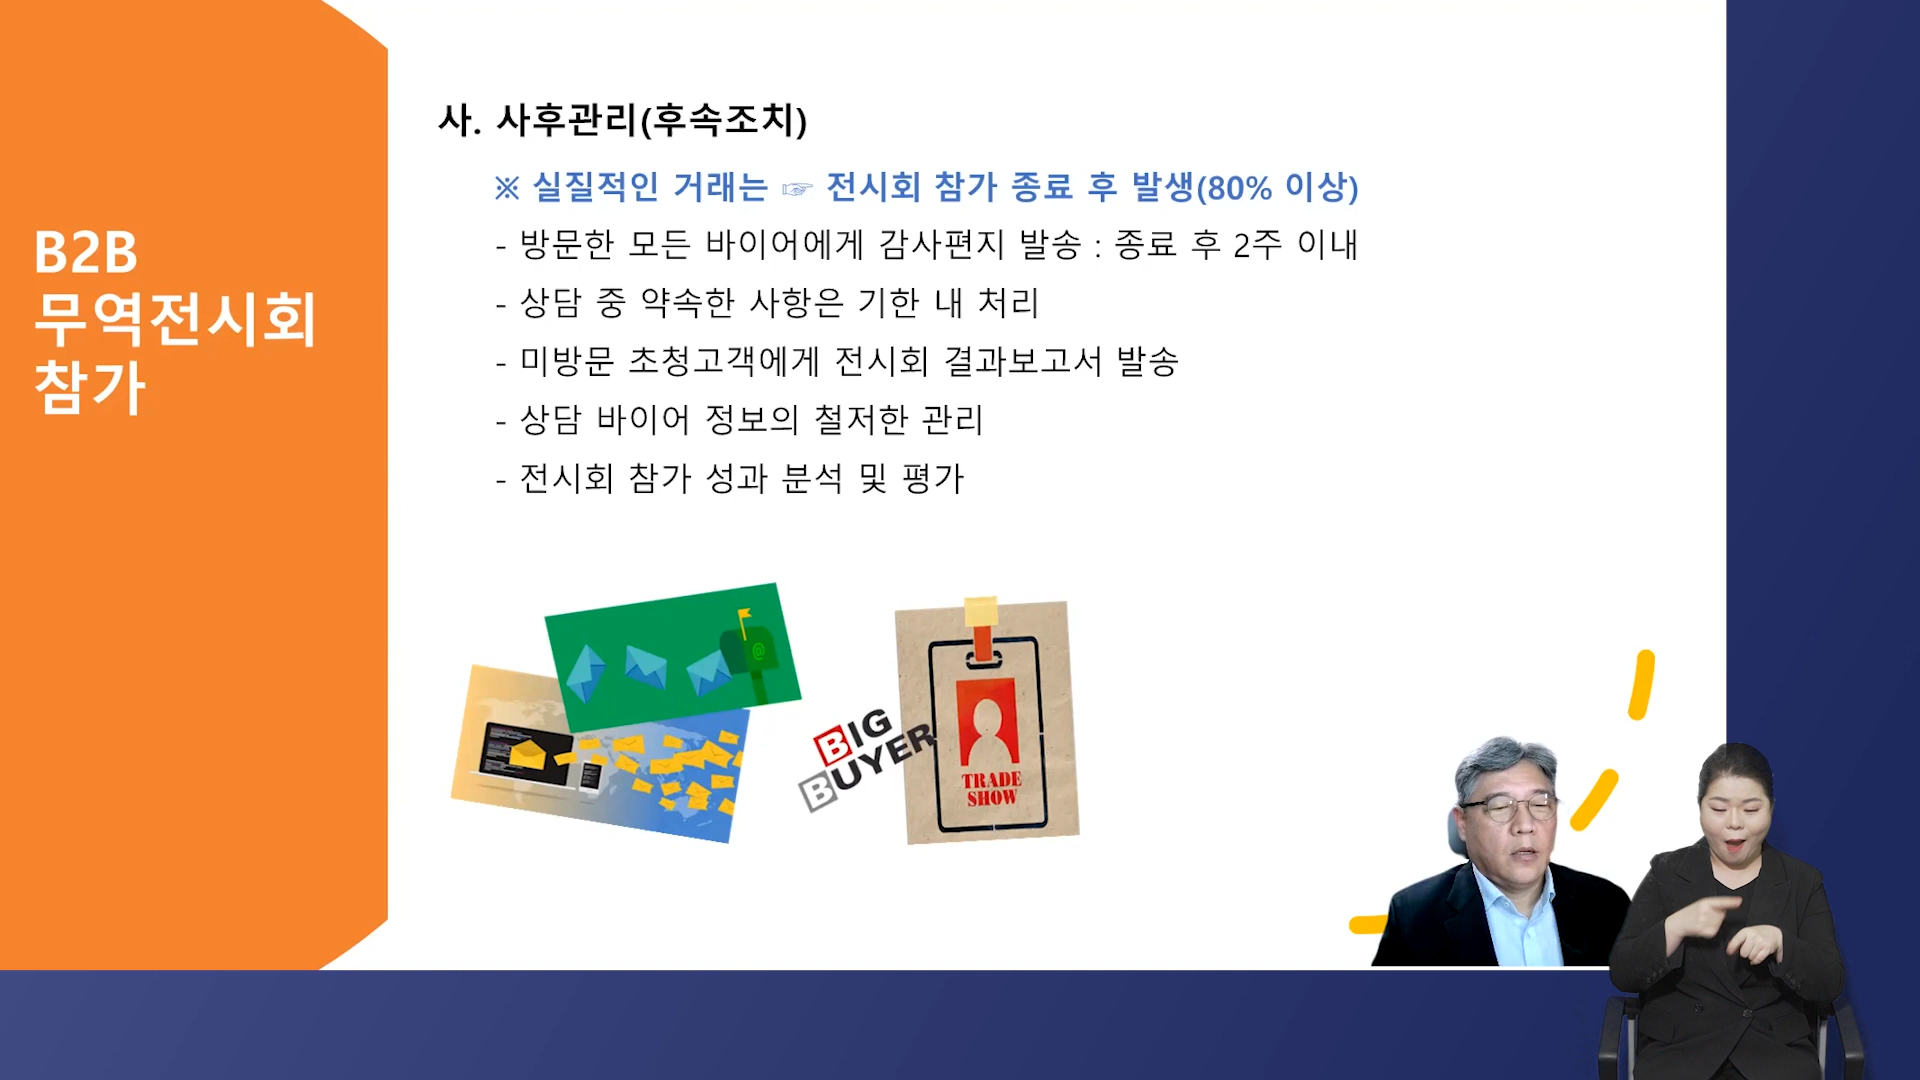 B2B
무역전시회
참가
사. 사후관리(후속조치)
※ 실질적인 거래는 ☞ 전시회 참가 종료 후 발생(80% 이상)
- 방문한 모든 바이어에게 감사편지 발송 : 종료 후 2주 이내
- 상담 중 약속한 사항은 기한 내 처리
- 미방문 초청고객에게 전시회 결과보고서 발송
- 상담 바이어 정보의 철저한 관리
- 전시회 참가 성과 분석 및 평가
@
BIG
BUYER
TRADE
SHOW